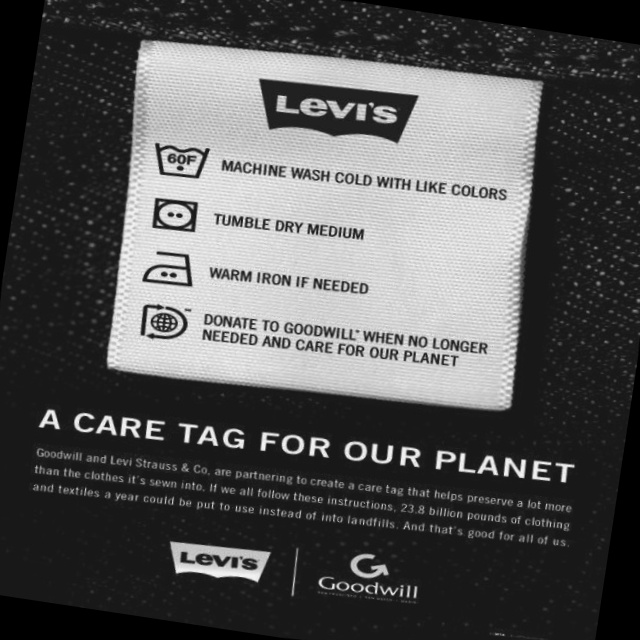 Levi's
60F
MACHINE WASH COLD WITH LIKE COLORS
TUMBLE DRY MEDIUM
WARM IRON IF NEEDED
DONATE TO GOODWILL WHEN NO LONGER
NEEDED AND CARE FOR OUR PLANET
A CARE TAG FOR OUR PLANET
Goodwill and Levi Strauss & Co. are partnering to create a care tag that helps preserve a lot more
than the clothes it's sewn into. If we all follow these instructions, 23.8 billion pounds of clothing
and textiles a year could be put to use instead of into landfills. And that's good for all of us.
Levi's
Goodwill